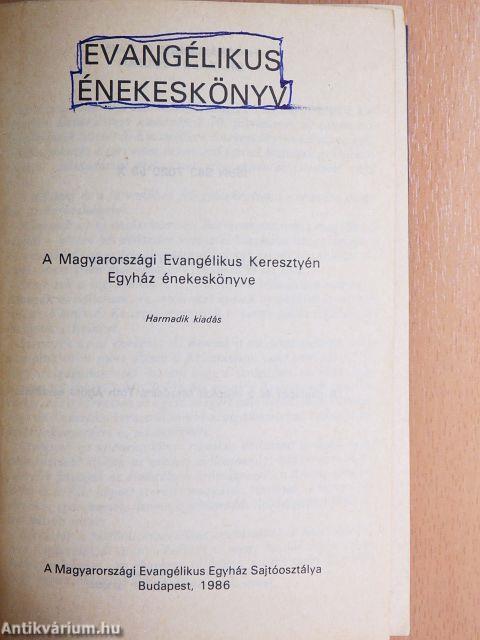 EVANGÉLIKUS
ÉNEKESKÖNYV
A Magyarországi Evangélikus Keresztyén
Egyház énekeskönyve
Harmadik kiadás
A Magyarországi Evangélikus Egyház Sajtóosztálya
Budapest, 1986
Antikvárium.hu